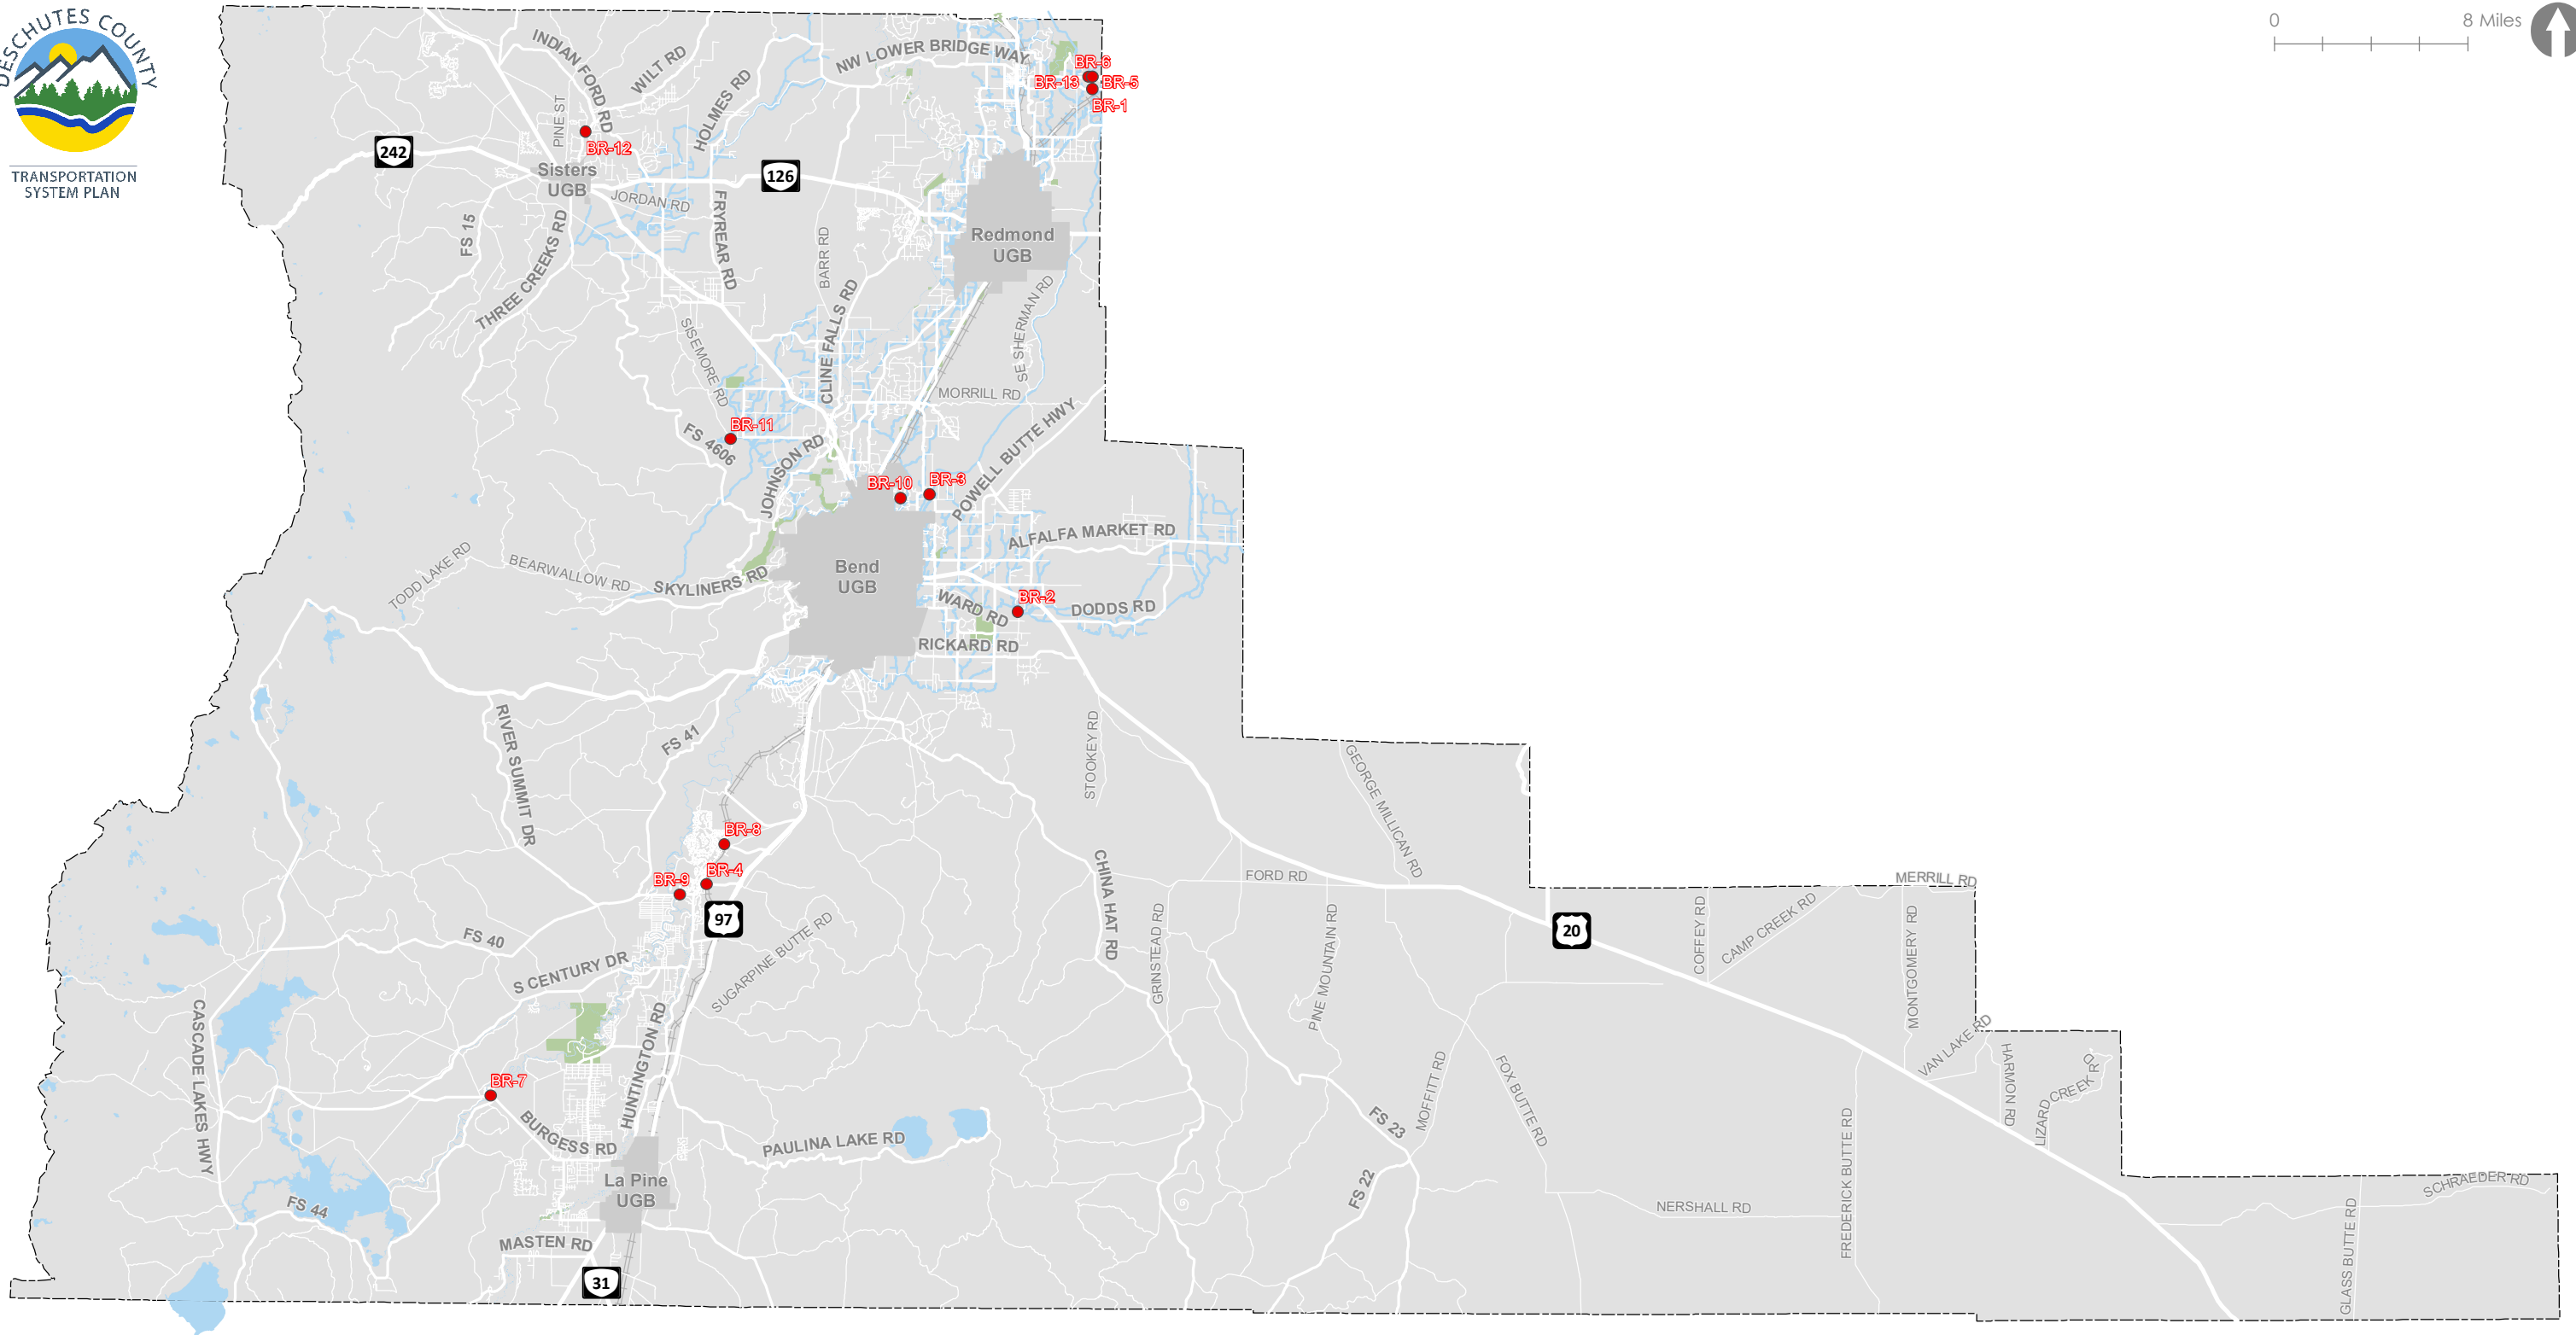 DESCHUTES COUNTY
TRANSPORTATION
SYSTEM PLAN
0 8 Miles
INDIAN FORD RD
WILT RD
HOLMES RD
NW LOWER BRIDGE WAY
PINE ST
BR-6
BR-13
BR-5
BR-1
BR-12
242
126
Sisters
UGB
JORDAN RD
FRYREAR RD
FS 15
THREE CREEKS RD
BARR RD
Redmond
UGB
CLINE FALLS RD
SE SHERMAN RD
SISEMORE RD
MORRILL RD
BR-11
FS 4606
JOHNSON RD
POWELL BUTTE HWY
BR-10
BR-3
ALFALFA MARKET RD
TODD LAKE RD
BEARWALLOW RD
SKYLINERS RD
Bend
UGB
WARD RD
BR-2
DODDS RD
RICKARD RD
RIVER SUMMIT DR
FS 41
STOOKEY RD
GEORGE MILLICAN RD
BR-8
BR-4
BR-9
97
CHINA HAT RD
FORD RD
MERRILL RD
20
COFFEY RD
CAMP CREEK RD
MONTGOMERY RD
FS 40
S CENTURY DR
SUGARPINE BUTTE RD
GRINSTEAD RD
PINE MOUNTAIN RD
CASCADE LAKES HWY
HUNTINGTON RD
VAN LAKE RD
HARMON RD
LIZARD CREEK RD
BR-7
BURGESS RD
PAULINA LAKE RD
MOFFITT RD
FOX BUTTE RD
FS 23
FREDERICK BUTTE RD
La Pine
UGB
FS 44
FS 22
NERSHALL RD
SCHRAEDER RD
GLASS BUTTE RD
MASTEN RD
31